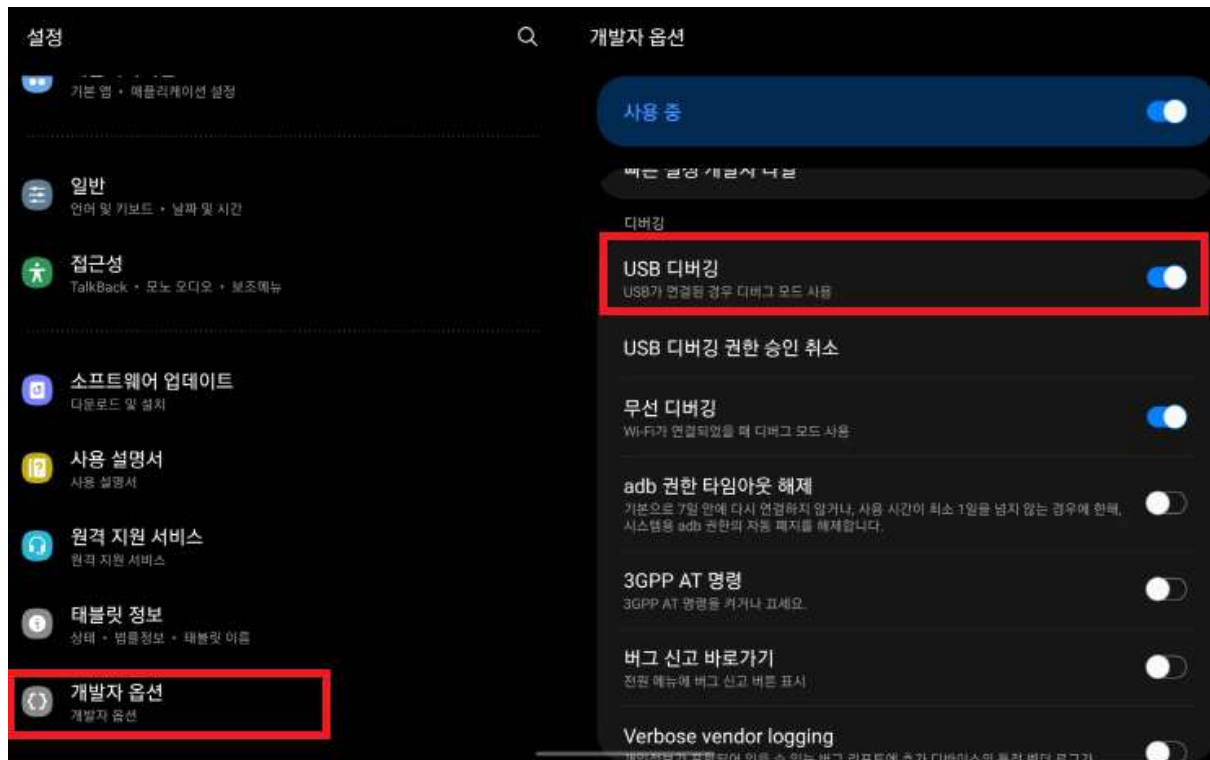 설정
기본 앱 • 애플리케이션 설정
일반
언어 및 키보드 • 날짜 및 시간
접근성
TalkBack • 모노 오디오 • 보조메뉴
소프트웨어 업데이트
다운로드 및 설치
사용 설명서
사용 설명서
원격 지원 서비스
원격 지원 서비스
태블릿 정보
상태 • 법률정보 • 태블릿 이름
개발자 옵션
개발자 옵션
개발자 옵션
사용 중
빠른 설정 개발자 타일
디버깅
USB 디버깅
USB가 연결된 경우 디버그 모드 사용
USB 디버깅 권한 승인 취소
무선 디버깅
Wi-Fi가 연결되었을 때 디버그 모드 사용
adb 권한 타임아웃 해제
기본으로 7일 안에 다시 연결하지 않거나, 사용 시간이 최소 1일을 넘지 않는 경우에 한해,
시스템용 adb 권한의 자동 폐지를 해제합니다.
3GPP AT 명령
3GPP AT 명령을 켜거나 끄세요.
버그 신고 바로가기
전원 메뉴에 버그 신고 버튼 표시
Verbose vendor logging